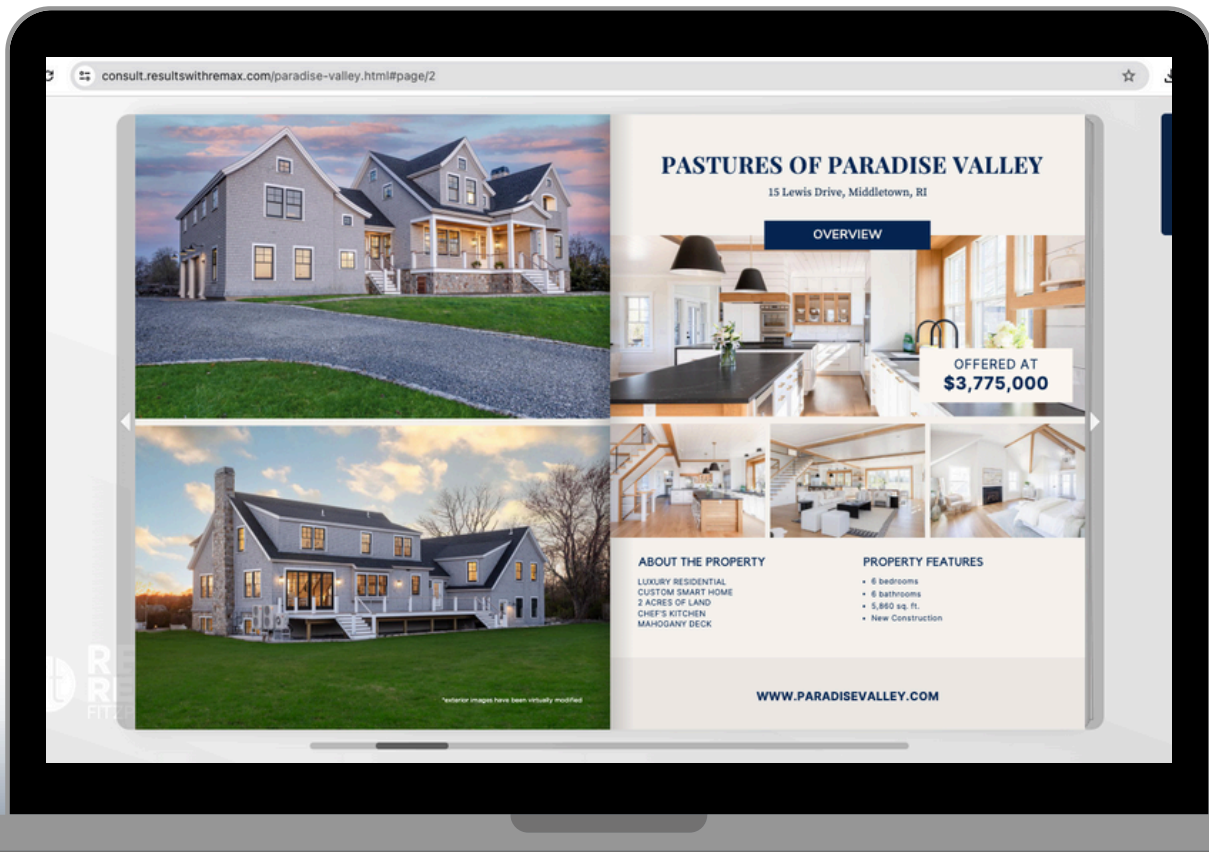 consult.resultswithremax.com/paradise-valley.html#page/2
PASTURES OF PARADISE VALLEY
15 Lewis Drive, Middletown, RI
OVERVIEW
OFFERED AT
$3,775,000
ABOUT THE PROPERTY
LUXURY RESIDENTIAL
CUSTOM SMART HOME
2 ACRES OF LAND
CHEF'S KITCHEN
MAHOGANY DECK
PROPERTY FEATURES
• 6 bedrooms
• 6 bathrooms
• 5,860 sq. ft.
• New Construction
*exterior images have been virtually modified
WWW.PARADISEVALLEY.COM
RE
RE